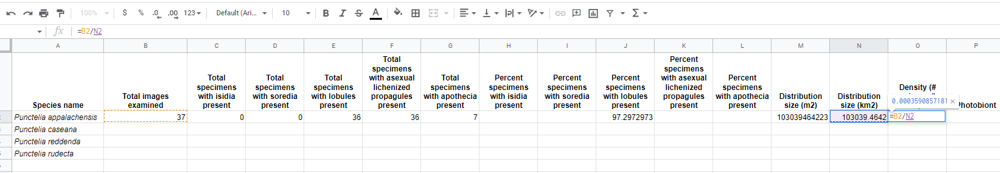 100% $ % .0 .00 123 Default (Ari... 10 B I S A
fx =B2/N2
A B C D E F G H I J K L M N O P
Species name Total images examined Total specimens with isidia present Total specimens with soredia present Total specimens with lobules present Total specimens with asexual lichenized propagules present Total specimens with apothecia present Percent specimens with isidia present Percent specimens with soredia present Percent specimens with lobules present Percent specimens with asexual lichenized propagules present Percent specimens with apothecia present Distribution size (m2) Distribution size (km2) Density (# Photobiont
0.0003590857181 ×
Punctelia appalachensis 37 0 0 36 36 7 97.2972973 103039464223 103039.4642 =B2/N2
Punctelia caseana
Punctelia reddenda
Punctelia rudecta